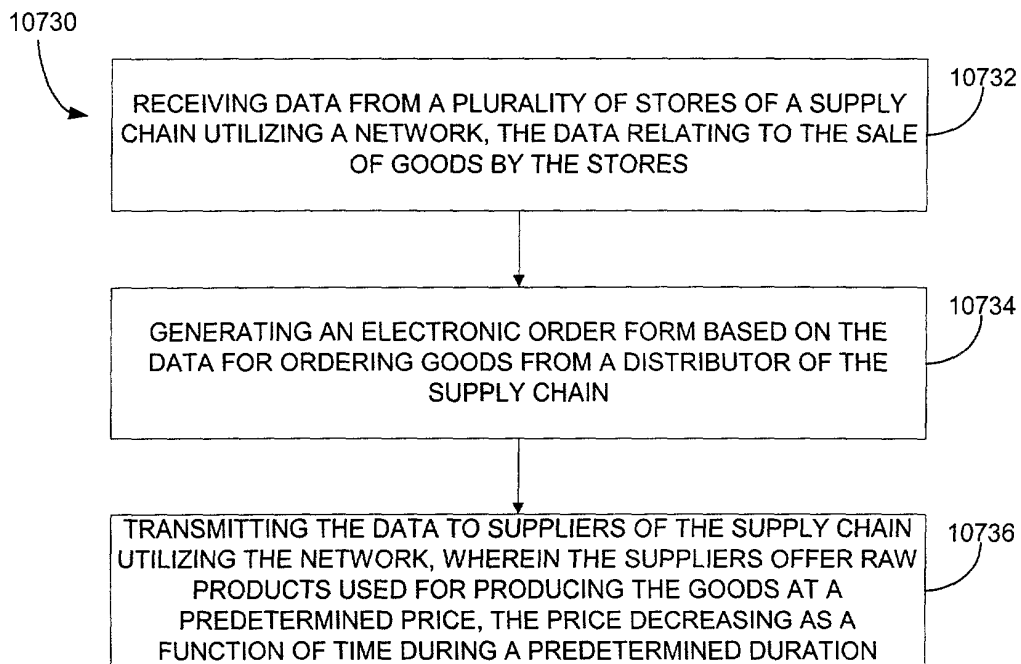 10730
RECEIVING DATA FROM A PLURALITY OF STORES OF A SUPPLY
CHAIN UTILIZING A NETWORK, THE DATA RELATING TO THE SALE
OF GOODS BY THE STORES
10732
GENERATING AN ELECTRONIC ORDER FORM BASED ON THE
DATA FOR ORDERING GOODS FROM A DISTRIBUTOR OF THE
SUPPLY CHAIN
10734
TRANSMITTING THE DATA TO SUPPLIERS OF THE SUPPLY CHAIN
UTILIZING THE NETWORK, WHEREIN THE SUPPLIERS OFFER RAW
PRODUCTS USED FOR PRODUCING THE GOODS AT A
PREDETERMINED PRICE, THE PRICE DECREASING AS A
FUNCTION OF TIME DURING A PREDETERMINED DURATION
10736